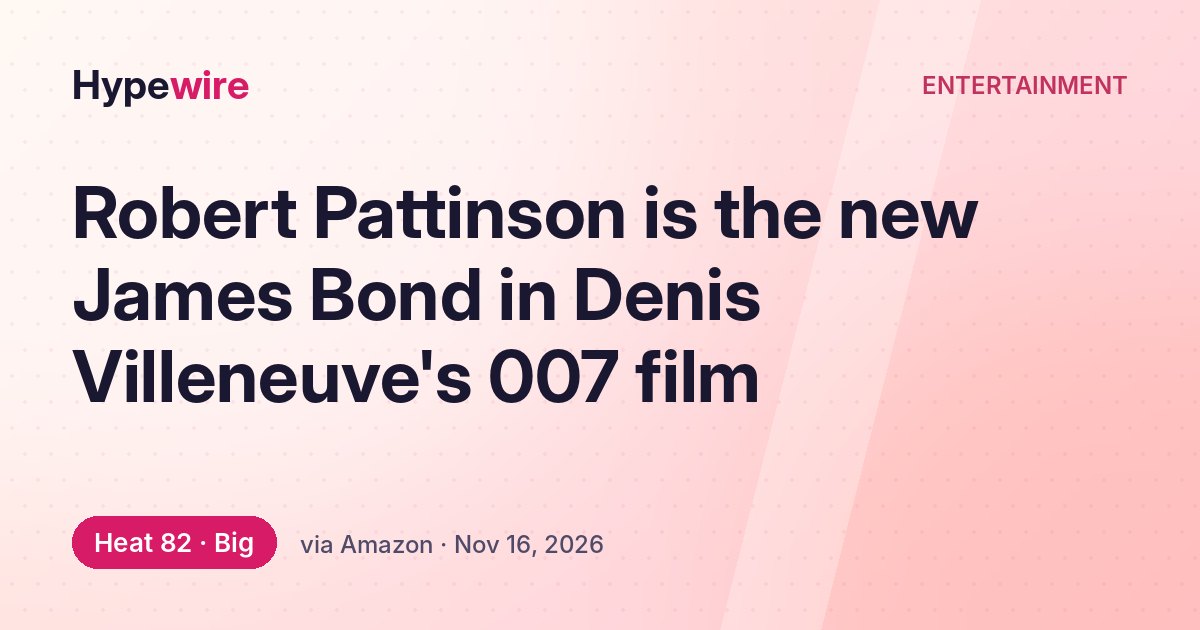 Hypewire
ENTERTAINMENT
Robert Pattinson is the new
James Bond in Denis
Villeneuve's 007 film
Heat 82 · Big
via Amazon · Nov 16, 2026